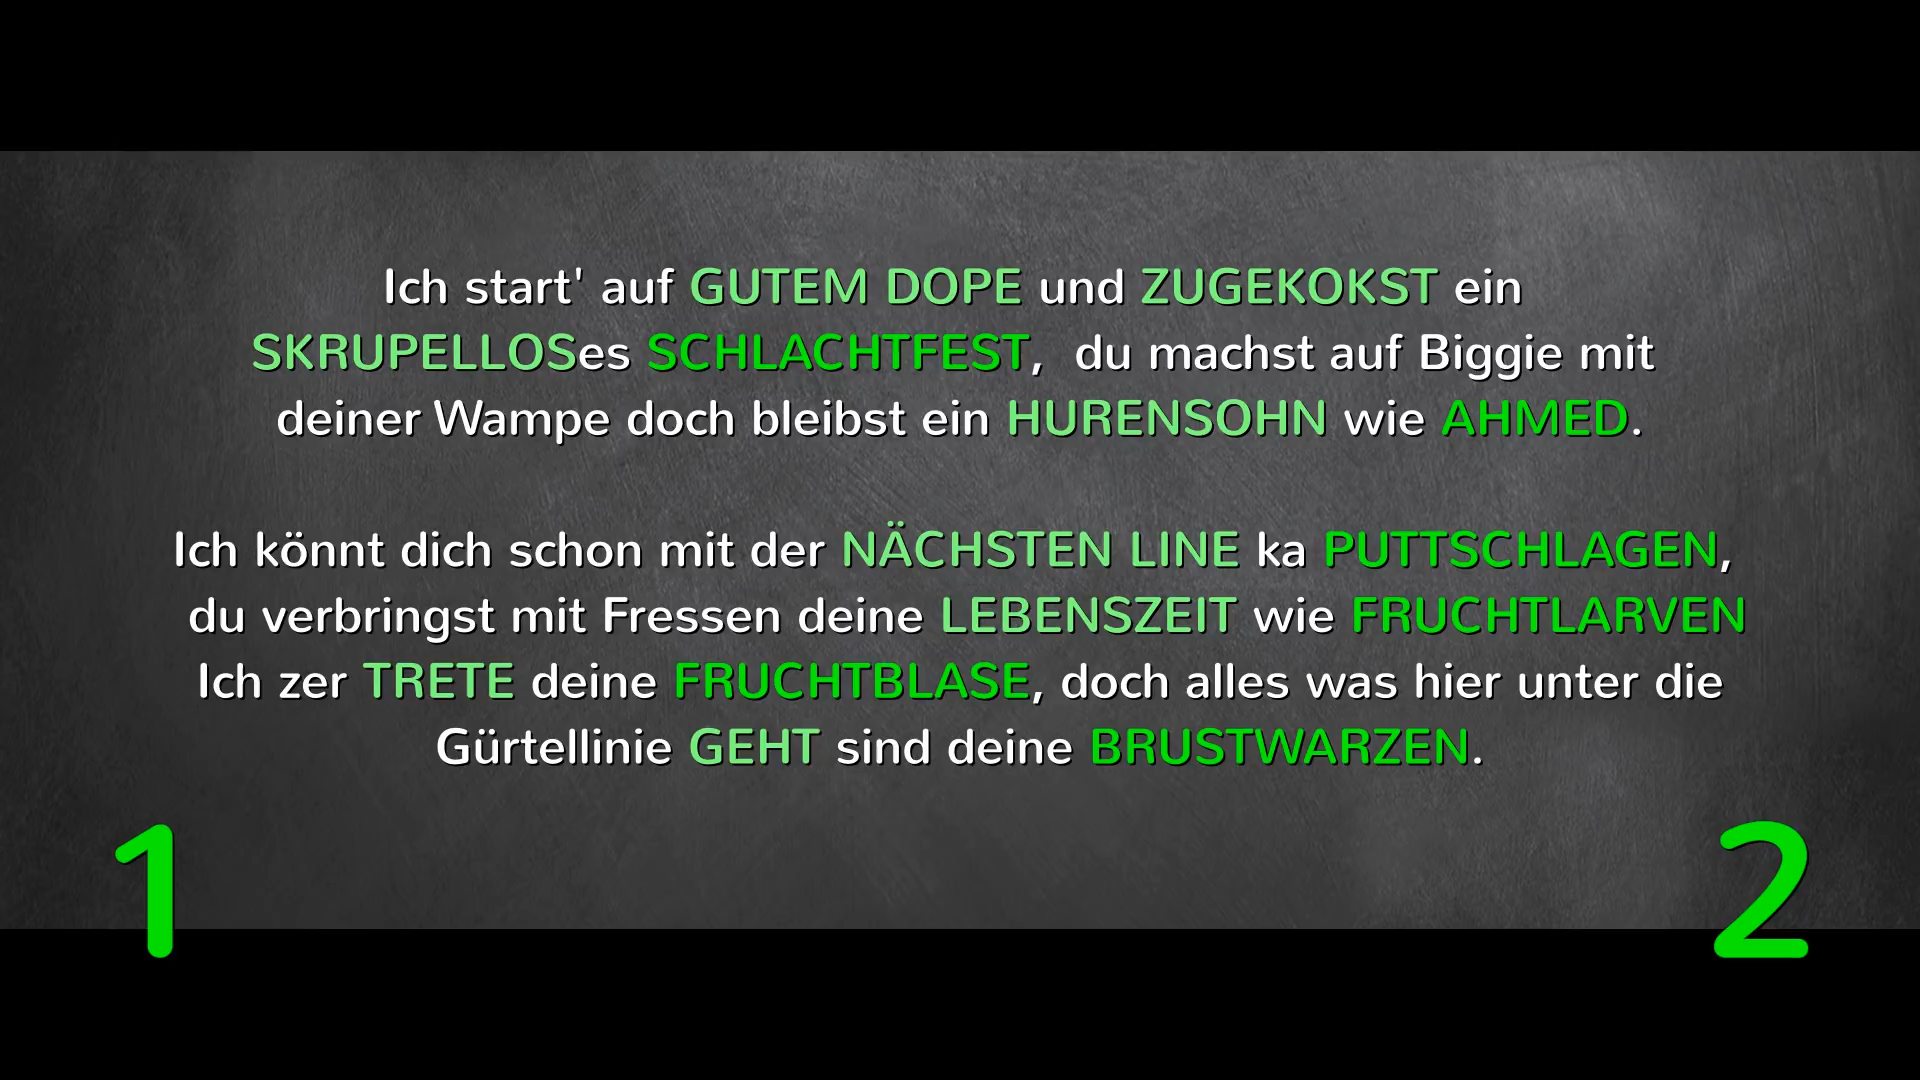 Ich start' auf GUTEM DOPE und ZUGEKOKST ein
SKRUPELLOSes SCHLACHTFEST, du machst auf Biggie mit
deiner Wampe doch bleibst ein HURENSOHN wie AHMED.
Ich könnt dich schon mit der NÄCHSTEN LINE ka PUTTSCHLAGEN,
du verbringst mit Fressen deine LEBENSZEIT wie FRUCHTLARVEN
Ich zer TRETE deine FRUCHTBLASE, doch alles was hier unter die
Gürtellinie GEHT sind deine BRUSTWARZEN.
1
2